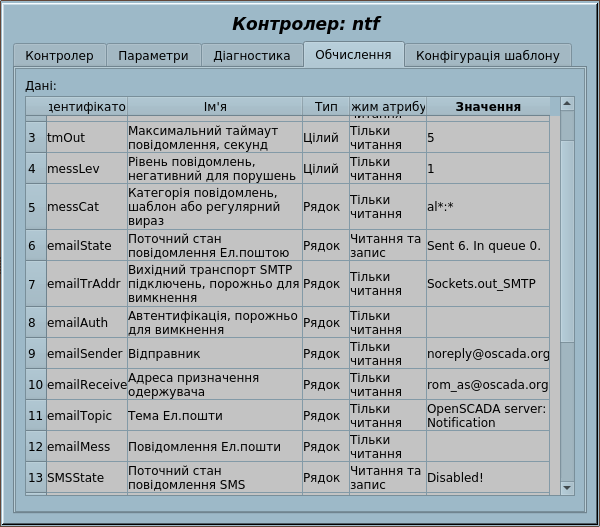 Контролер: ntf
Контролер Параметри Діагностика Обчислення Конфігурація шаблону
Дані:
дентифікато Ім'я Тип жим атрибу Значення
читання
3 tmOut Максимальний таймаут повідомлення, секунд Цілий Тільки читання 5
4 messLev Рівень повідомлень, негативний для порушень Цілий Тільки читання 1
5 messCat Категорія повідомлень, шаблон або регулярний вираз Рядок Тільки читання al*:*
6 emailState Поточний стан повідомлення Ел.поштою Рядок Читання та запис Sent 6. In queue 0.
7 emailTrAddr Вихідний транспорт SMTP підключень, порожньо для вимкнення Рядок Тільки читання Sockets.out_SMTP
8 emailAuth Автентифікація, порожньо для вимкнення Рядок Тільки читання
9 emailSender Відправник Рядок Тільки читання noreply@oscada.org
10 emailReceive Адреса призначення одержувача Рядок Тільки читання rom_as@oscada.org
11 emailTopic Тема Ел.пошти Рядок Тільки читання OpenSCADA server: Notification
12 emailMess Повідомлення Ел.пошти Рядок Тільки читання
13 SMSState Поточний стан повідомлення SMS Рядок Читання та запис Disabled!